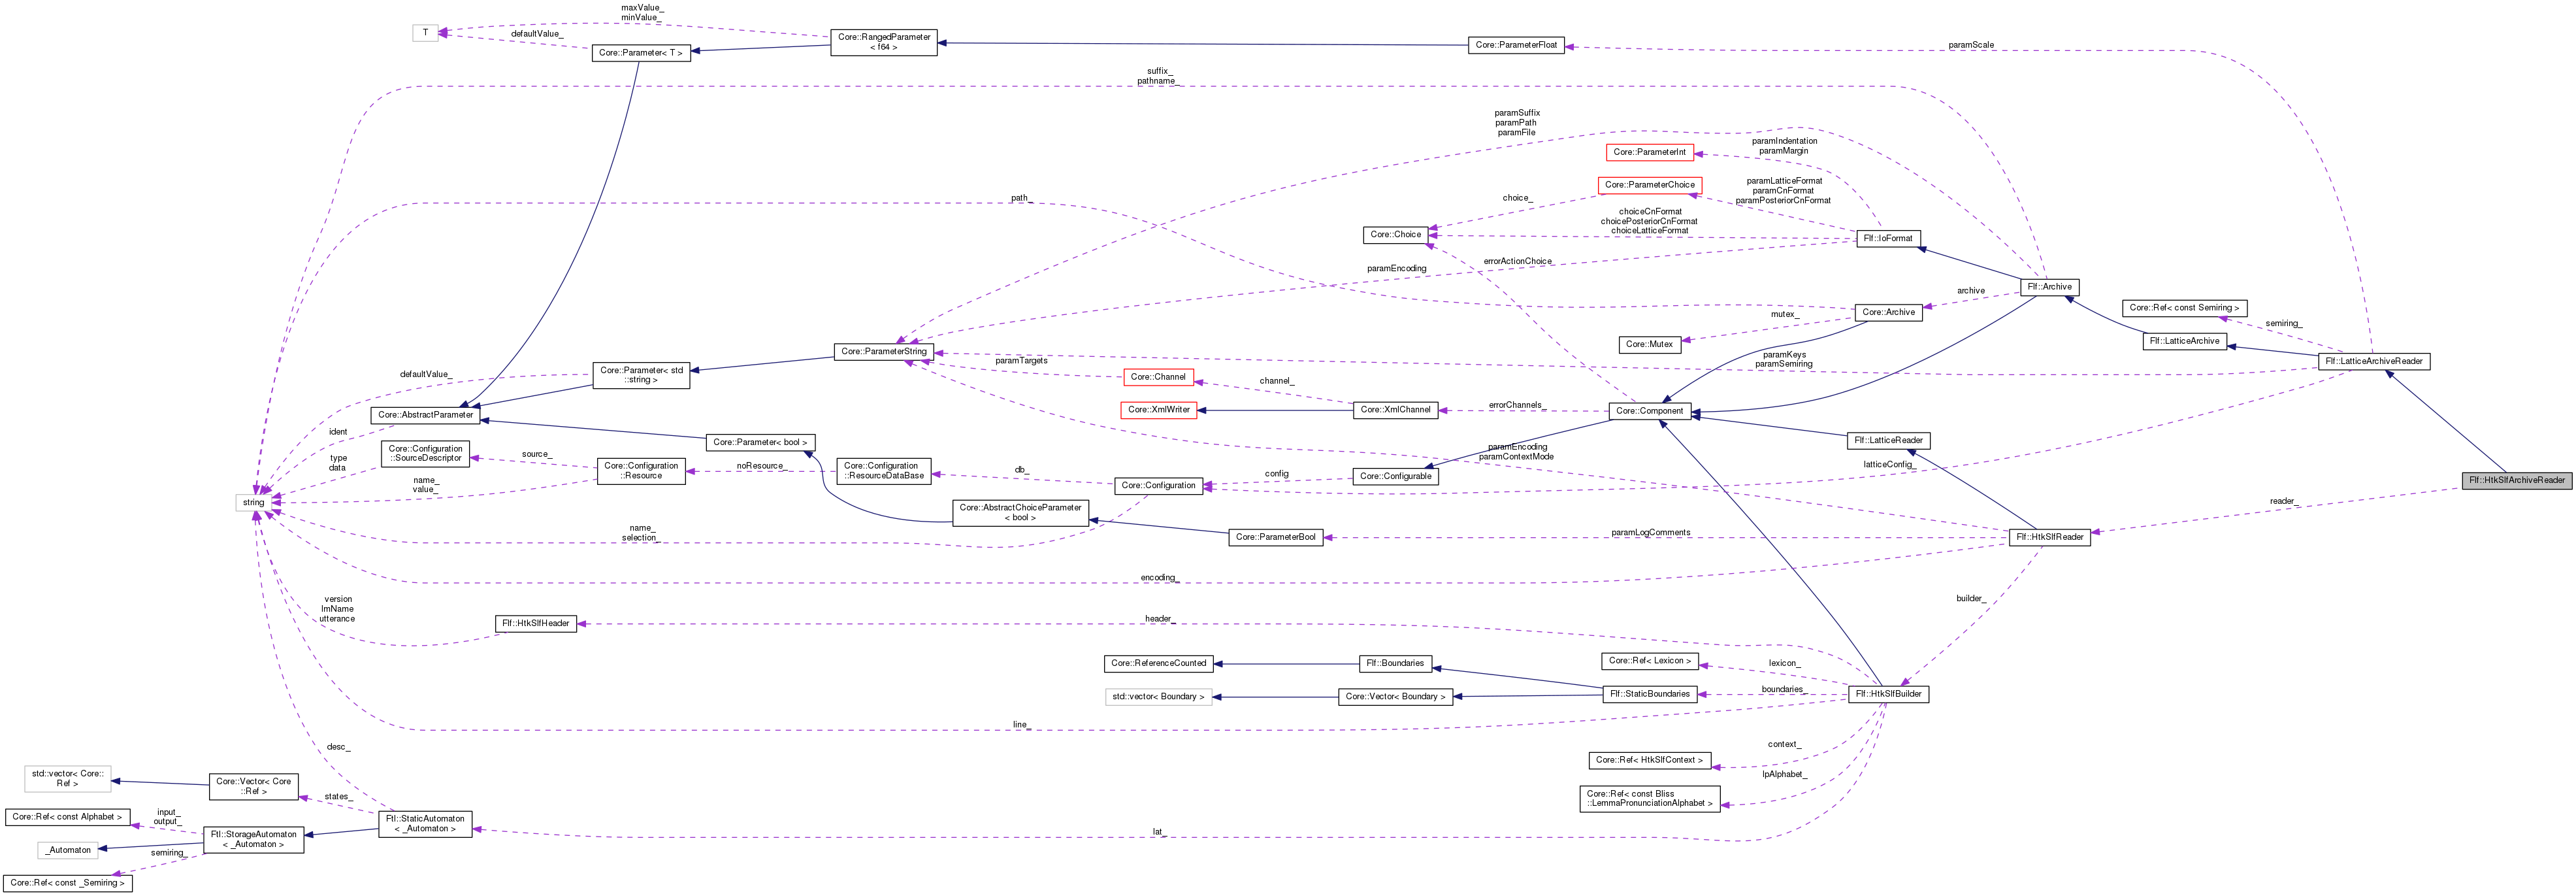 maxValue_
minValue_
T
defaultValue_
Core::Parameter< T >
Core::RangedParameter
< f64 >
Core::ParameterFloat
paramScale
suffix_
pathname_
paramSuffix
paramPath
paramFile
Core::ParameterInt
paramIndentation
paramMargin
Core::ParameterChoice
paramLatticeFormat
paramCnFormat
paramPosteriorCnFormat
path_
choice_
choiceCnFormat
choicePosteriorCnFormat
choiceLatticeFormat
Core::Choice
Flf::IoFormat
paramEncoding
errorActionChoice_
Flf::Archive
archive
Core::Archive
Core::Ref< const Semiring >
mutex_
semiring_
Core::Mutex
Flf::LatticeArchive
Core::ParameterString
paramTargets
paramKeys
paramSemiring
Flf::LatticeArchiveReader
Core::Parameter< std
::string >
defaultValue_
Core::Channel
channel_
Core::AbstractParameter
Core::XmlWriter
Core::XmlChannel
errorChannels_
Core::Component
ident
Core::Parameter< bool >
Flf::LatticeReader
Core::Configuration
::SourceDescriptor
type
data
source_
Core::Configuration
::Resource
noResource_
Core::Configuration
::ResourceDataBase
db_
Core::Configuration
config
Core::Configurable
paramEncoding
paramContextMode
latticeConfig_
Flf::HtkSlfArchiveReader
name_
value_
string
reader_
Core::AbstractChoiceParameter
< bool >
name_
selection_
Core::ParameterBool
paramLogComments
Flf::HtkSlfReader
encoding_
builder_
version
lmName
utterance
Flf::HtkSlfHeader
header_
Core::ReferenceCounted
Flf::Boundaries
Core::Ref< Lexicon >
lexicon_
std::vector< Boundary >
Core::Vector< Boundary >
Flf::StaticBoundaries
boundaries_
Flf::HtkSlfBuilder
line_
desc_
context_
Core::Ref< HtkSlfContext >
std::vector< Core::
Ref >
Core::Vector< Core
::Ref >
states_
lpAlphabet_
Core::Ref< const Bliss
::LemmaPronunciationAlphabet >
Core::Ref< const Alphabet >
input_
output_
Ftl::StorageAutomaton
< _Automaton >
Ftl::StaticAutomaton
< _Automaton >
lat_
_Automaton
semiring_
Core::Ref< const _Semiring >